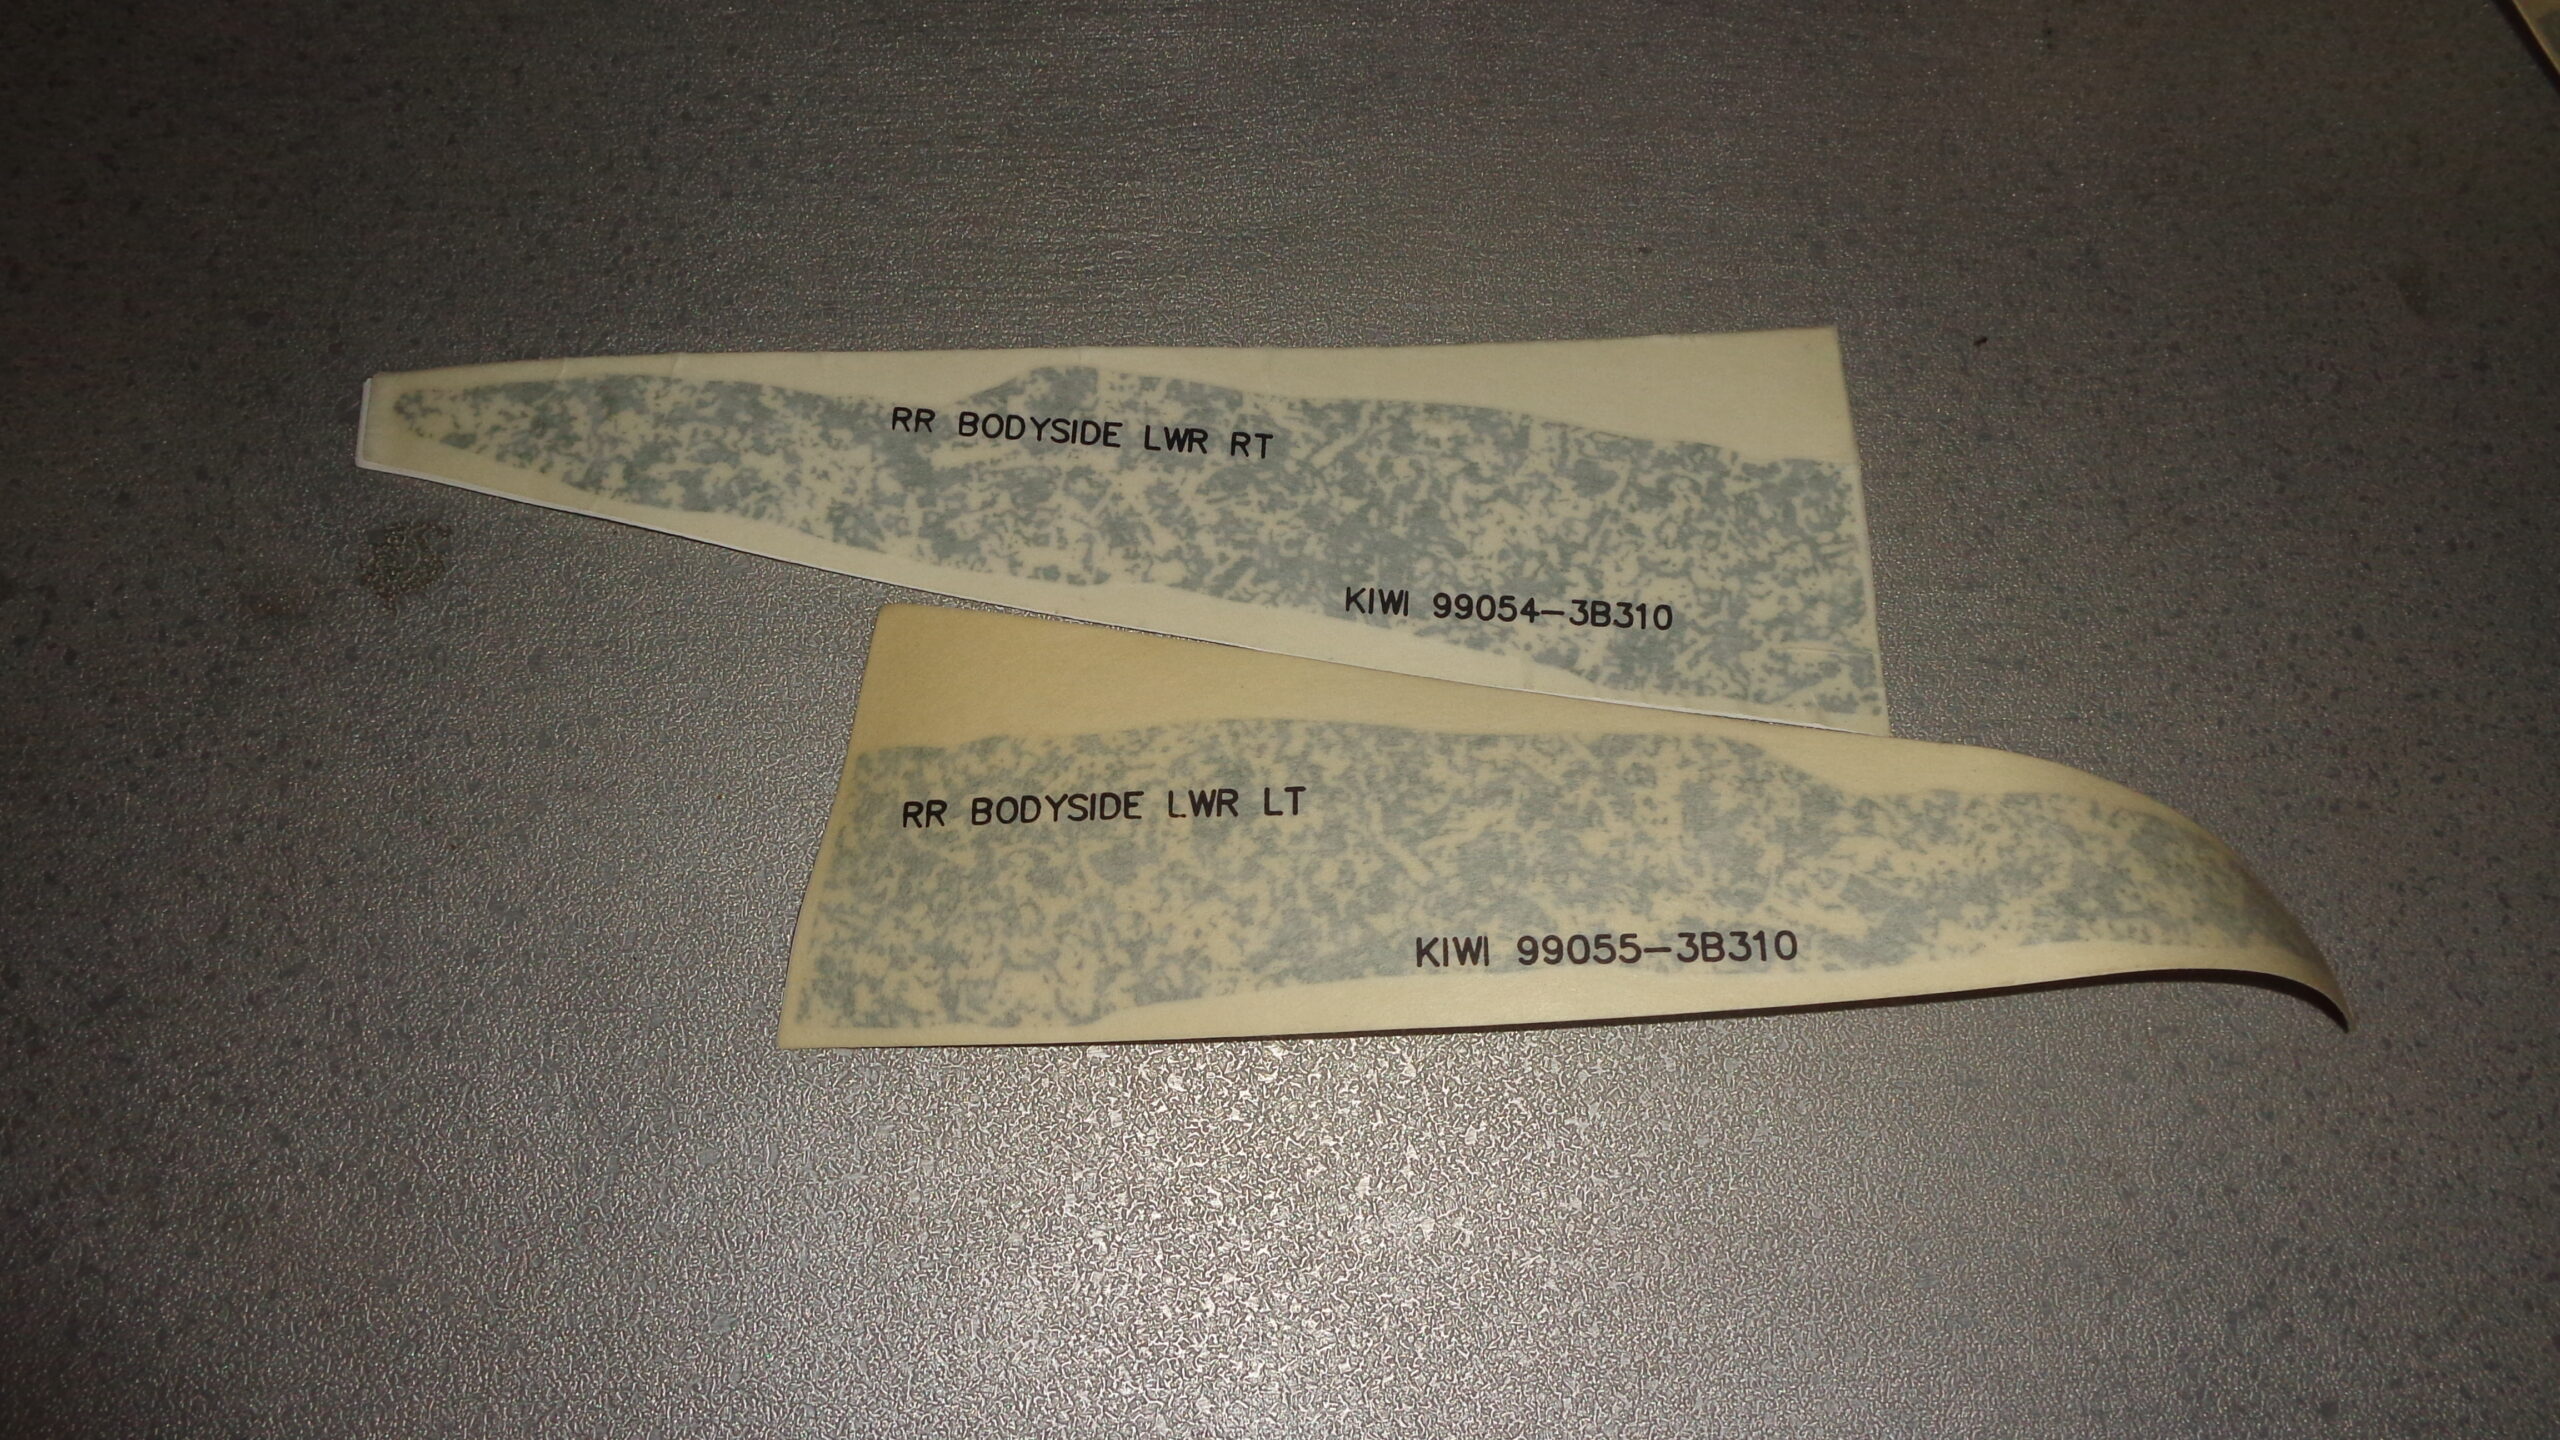 RR BODYSIDE LWR RT
KIWI 99054-3B310
RR BODYSIDE LWR LT
KIWI 99055-3B310